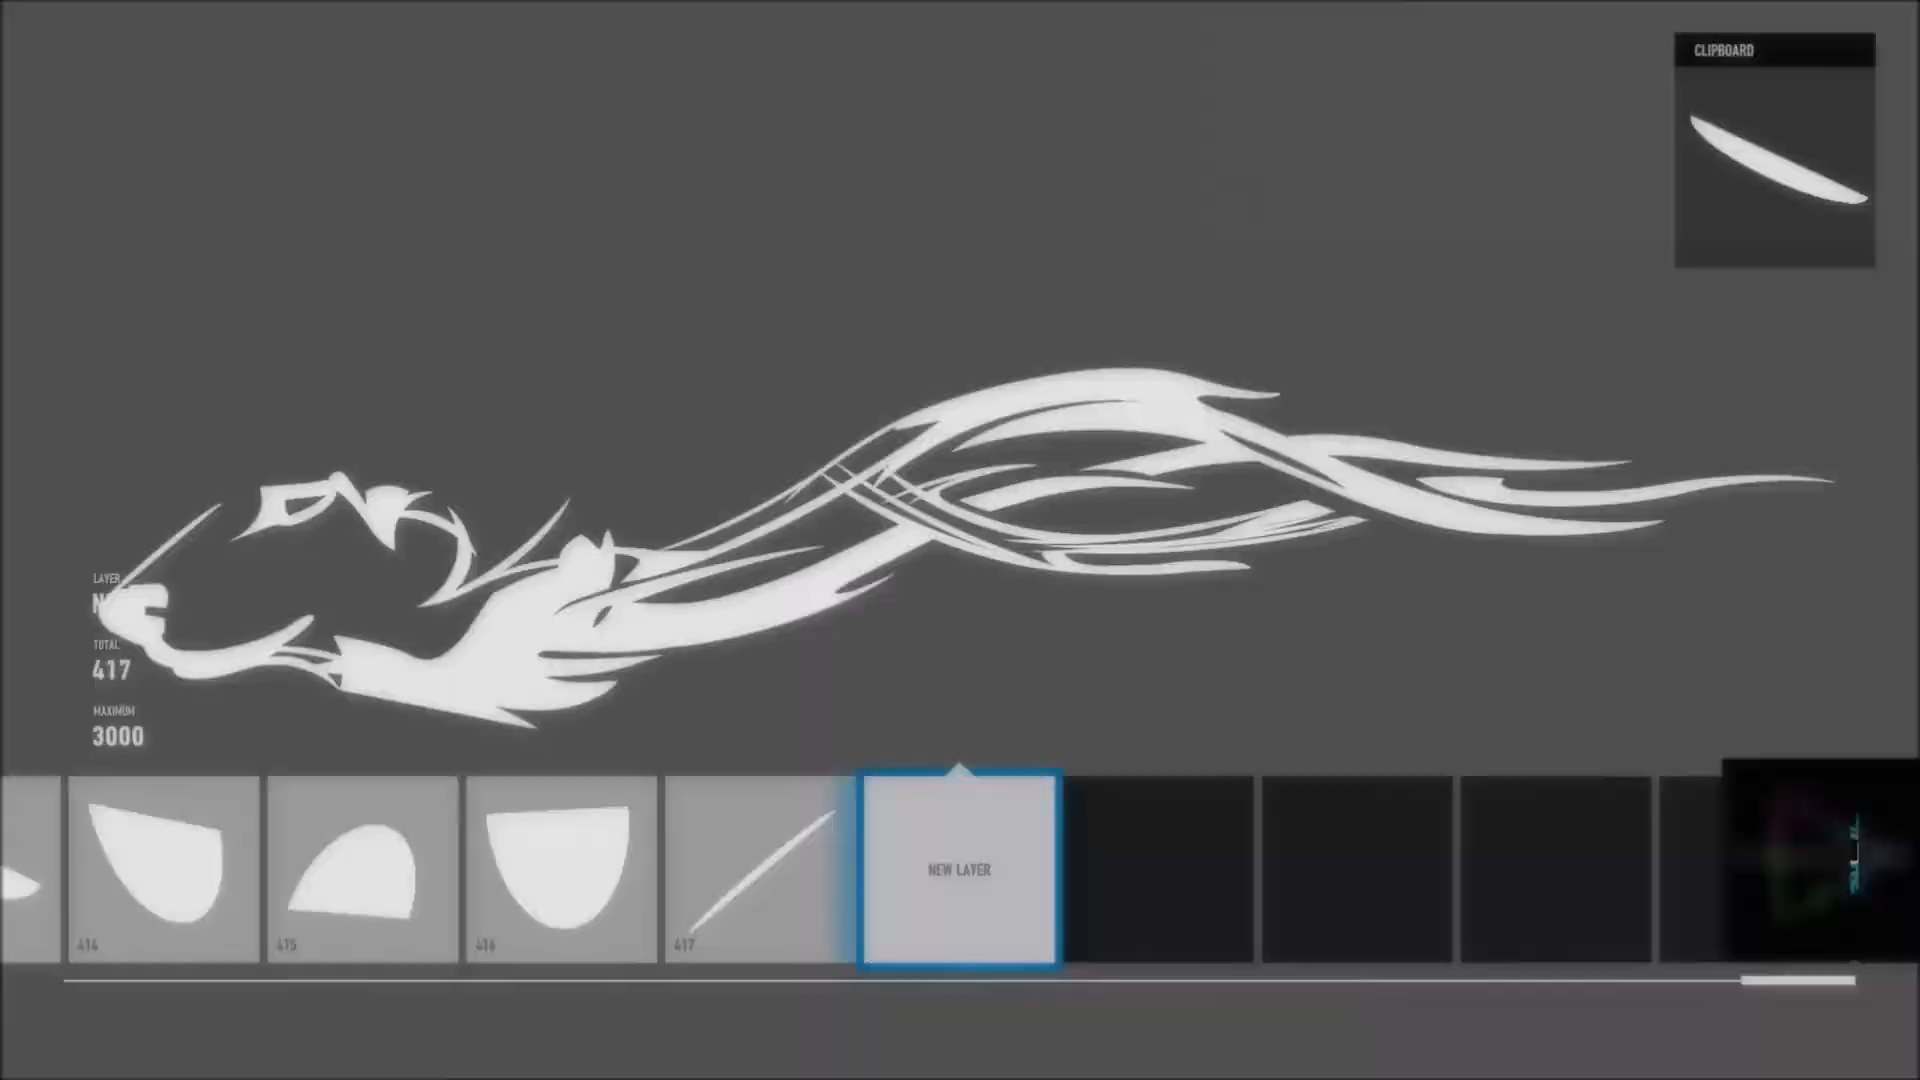 CLIPBOARD
LAYER
TOTAL
417
MAXIMUM
3000
NEW LAYER
414
415
416
417